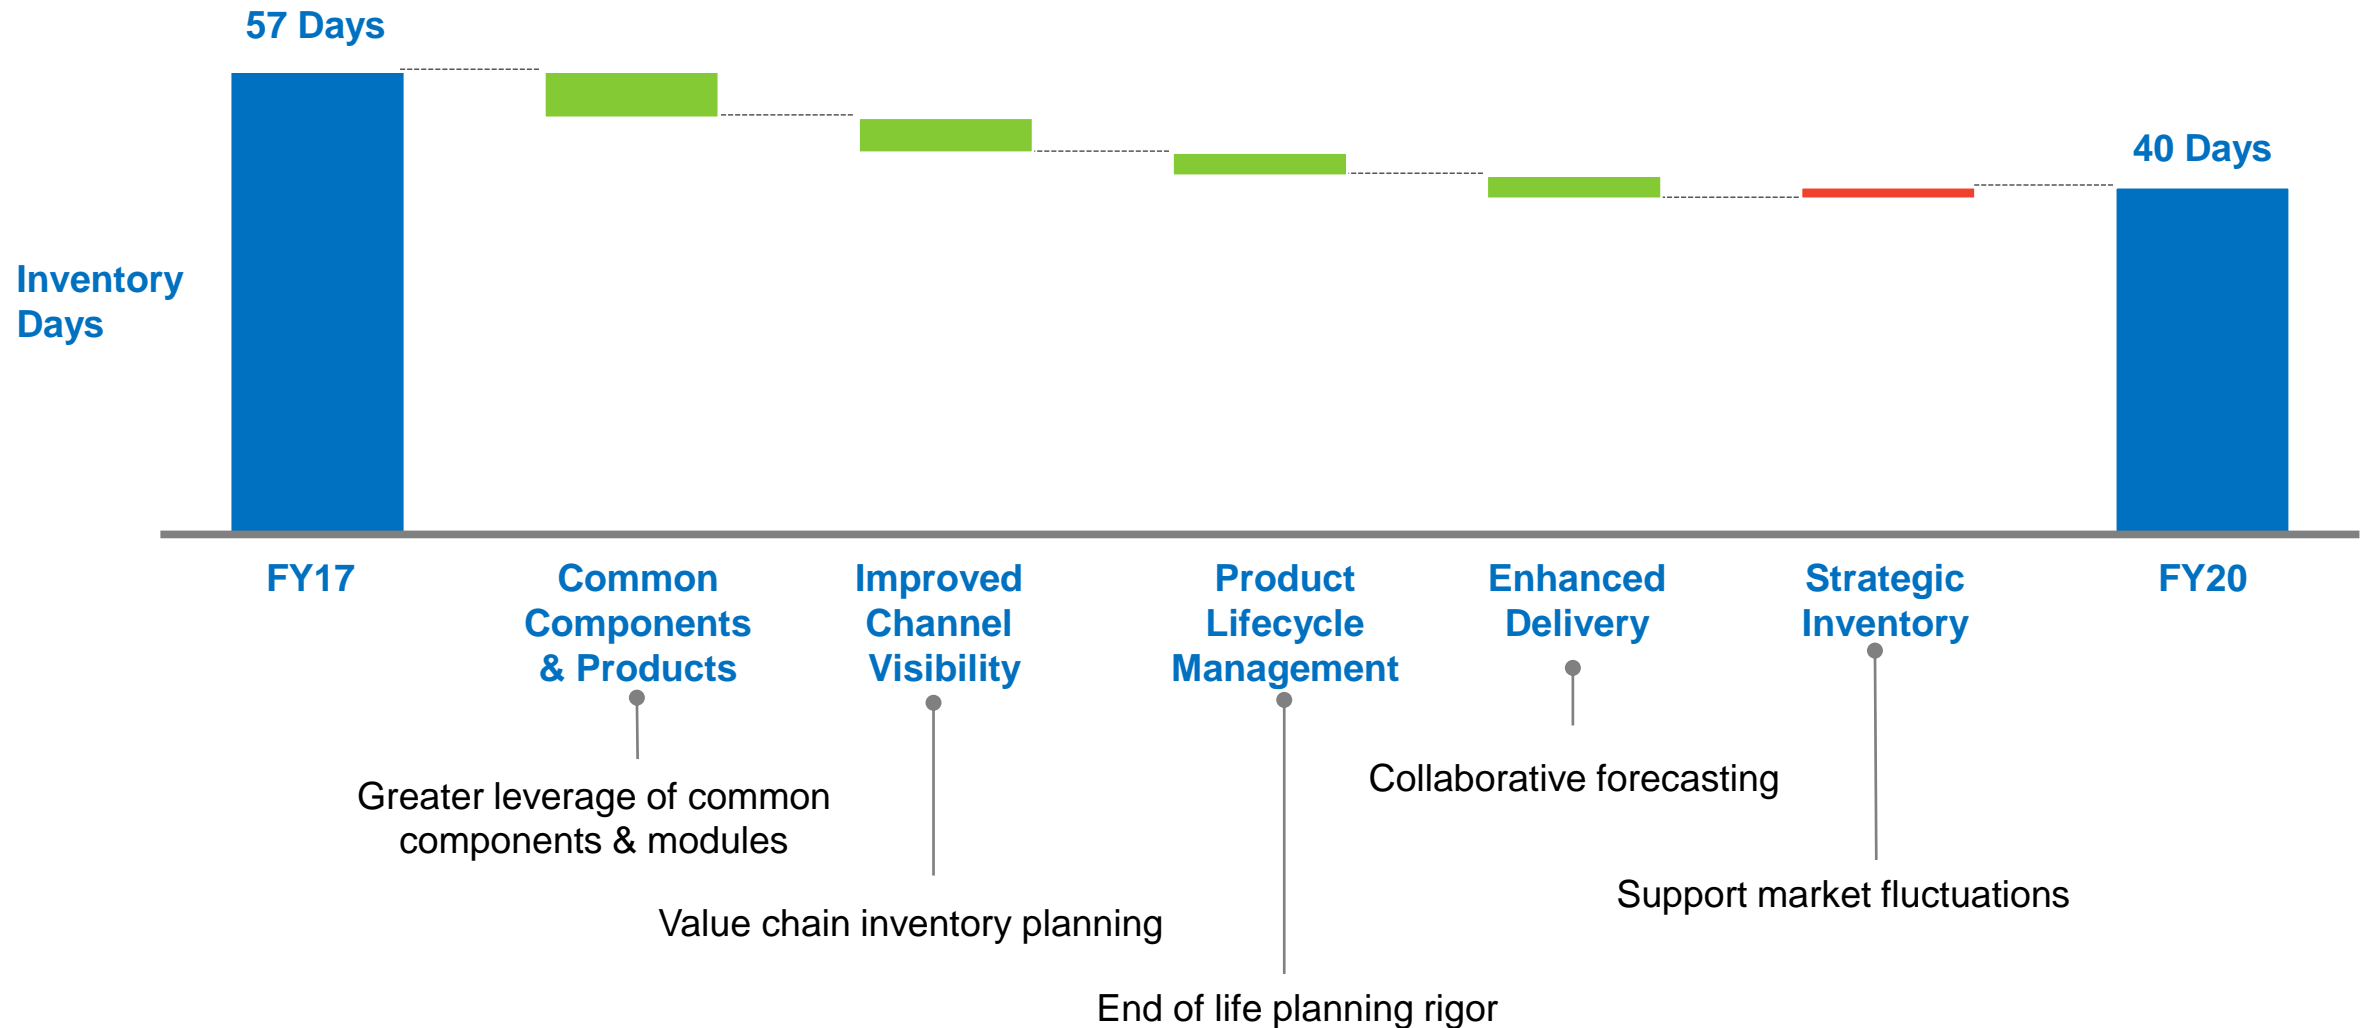 57 Days
40 Days
Inventory
Days
FY17
Common
Components
& Products
Improved
Channel
Visibility
Product
Lifecycle
Management
Enhanced
Delivery
Strategic
Inventory
FY20
Greater leverage of common
components & modules
Value chain inventory planning
End of life planning rigor
Collaborative forecasting
Support market fluctuations